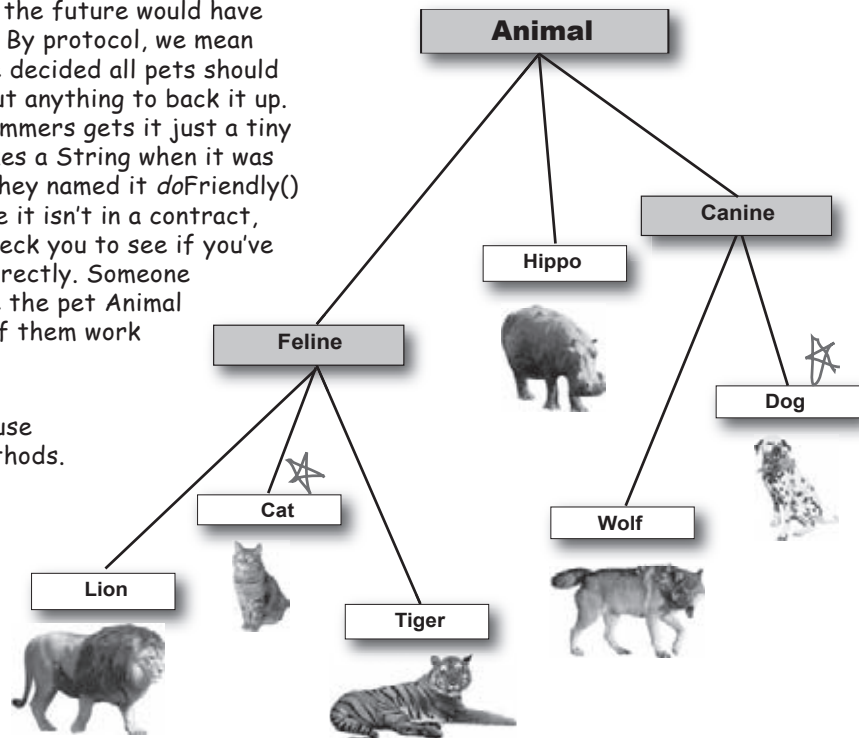 the future would have
By protocol, we mean
decided all pets should
ut anything to back it up.
mmers gets it just a tiny
es a String when it was
hey named it doFriendly()
e it isn't in a contract,
eck you to see if you've
rectly. Someone
the pet Animal
f them work
use
thods.
Animal
Canine
Hippo
Feline
Dog
Cat
Wolf
Lion
Tiger